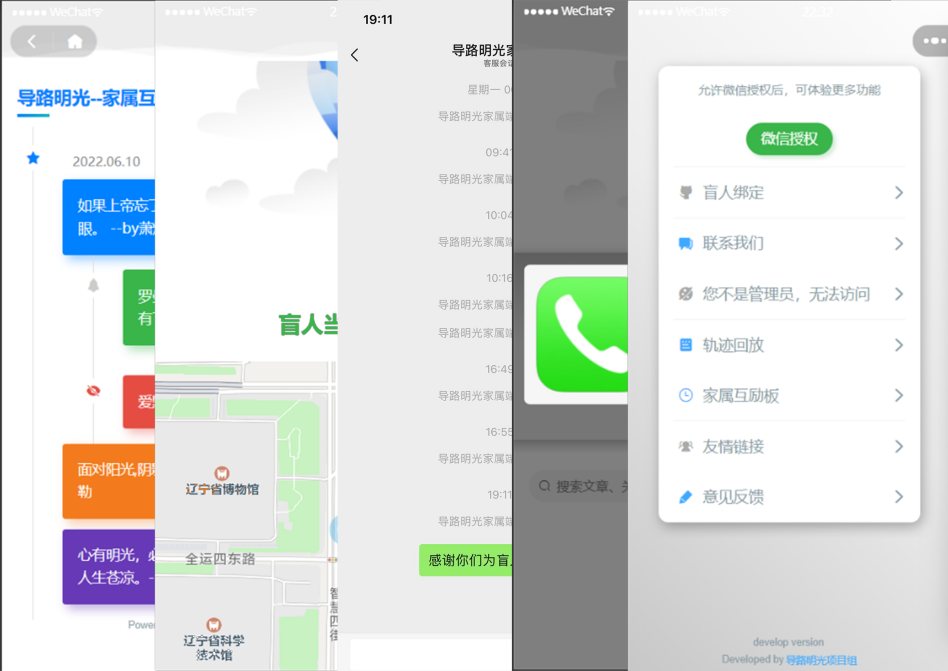 WeChat
导路明光--家属互
2022.06.10
如果上帝忘
眼。 --by萧
罗
有
爱
面对阳光,阴
勒
心有明光，
人生苍凉。-
Power
WeChat
2
盲人当
辽宁省博物馆
全运四东路
智慧四街
辽宁省科学
技术馆
19:11
导路明光家
客服会话
星期一 0
导路明光家属端
09:41
导路明光家属端
10:04
导路明光家属端
10:16
导路明光家属端
导路明光家属端
16:49
导路明光家属端
16:55
导路明光家属端
19:11
导路明光家属端
感谢你们为盲人
WeChat
搜索文章、关
WeChat
允许微信授权后，可体验更多功能
微信授权
盲人绑定
联系我们
您不是管理员，无法访问
轨迹回放
家属互励板
友情链接
意见反馈
develop version
Developed by 导路明光项目组